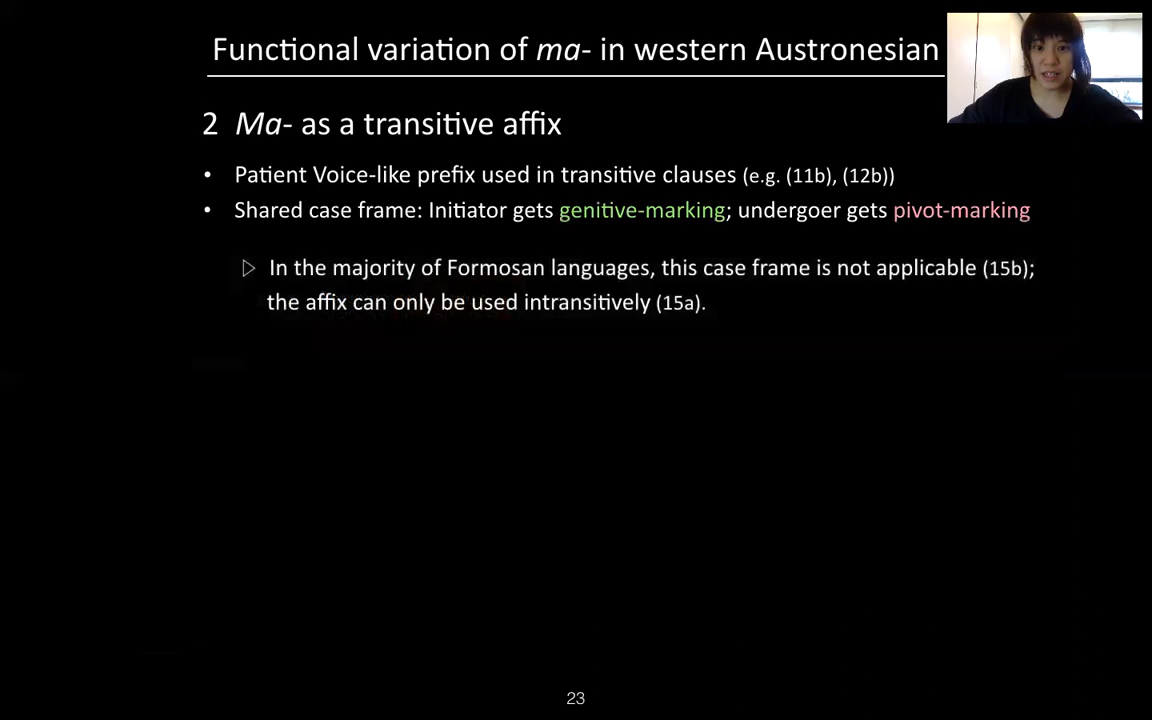 Functional variation of ma- in western Austronesian
2 Ma- as a transitive affix
• Patient Voice-like prefix used in transitive clauses (e.g. (11b), (12b))
• Shared case frame: Initiator gets genitive-marking; undergoer gets pivot-marking
▷ In the majority of Formosan languages, this case frame is not applicable (15b);
the affix can only be used intransitively (15a).
23